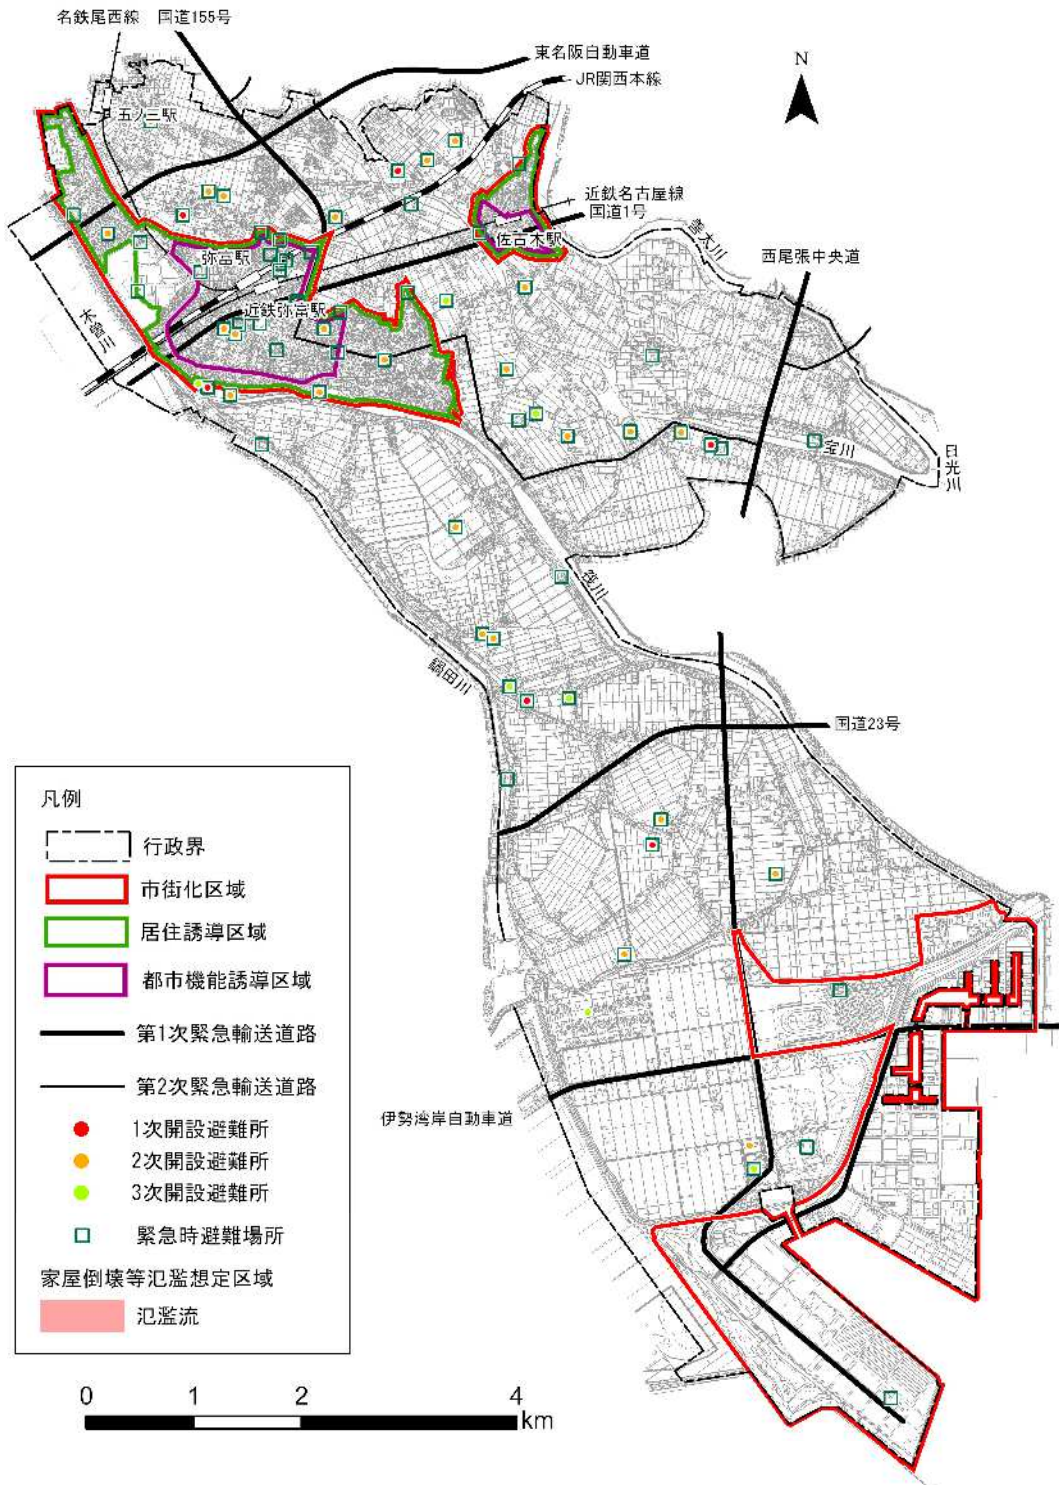 名鉄尾西線 国道155号
東名阪自動車道
N
JR関西本線
五ノ三駅
近鉄名古屋線
国道1号
善太川
佐古木駅
弥富駅
西尾張中央道
近鉄弥富駅
木曽川
宝川
日光川
筏川
鍋田川
国道23号
凡例
行政界
市街化区域
居住誘導区域
都市機能誘導区域
第1次緊急輸送道路
第2次緊急輸送道路
伊勢湾岸自動車道
1次開設避難所
2次開設避難所
3次開設避難所
緊急時避難場所
家屋倒壊等氾濫想定区域
氾濫流
0 1 2 4
km